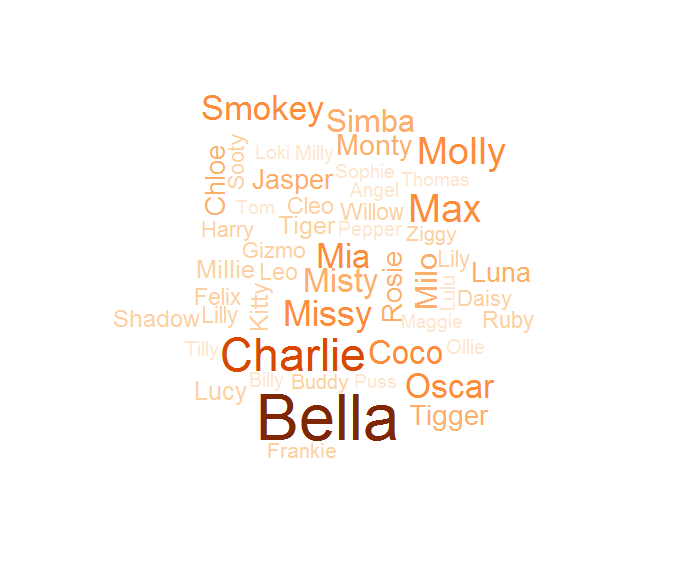 Smokey
Simba
Monty
Molly
Chloe
Sooty
Loki
Milly
Jasper
Sophie
Angel
Thomas
Tom
Cleo
Willow
Max
Harry
Tiger
Pepper
Ziggy
Gizmo
Mia
Rosie
Milo
Lily
Millie
Leo
Misty
Luna
Felix
Kitty
Lulu
Daisy
Shadow
Lilly
Missy
Maggie
Ruby
Tilly
Charlie
Coco
Ollie
Lucy
Billy
Buddy
Puss
Oscar
Bella
Tigger
Frankie